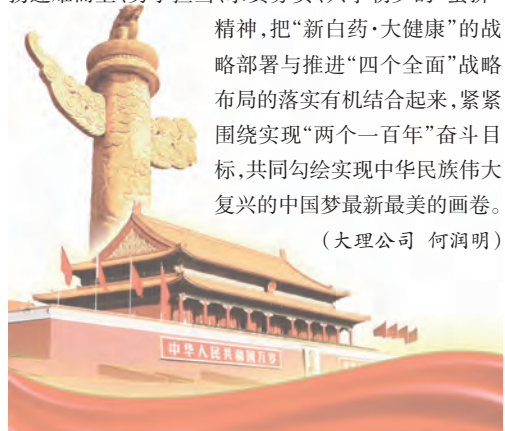 精神，把“新白药·大健康”的战
略部署与推进“四个全面”战略
布局的落实有机结合起来，紧紧
围绕实现“两个一百年”奋斗目
标，共同勾绘实现中华民族伟大
复兴的中国梦最新最美的画卷。
（大理公司 何润明）
中华人民共和国万岁